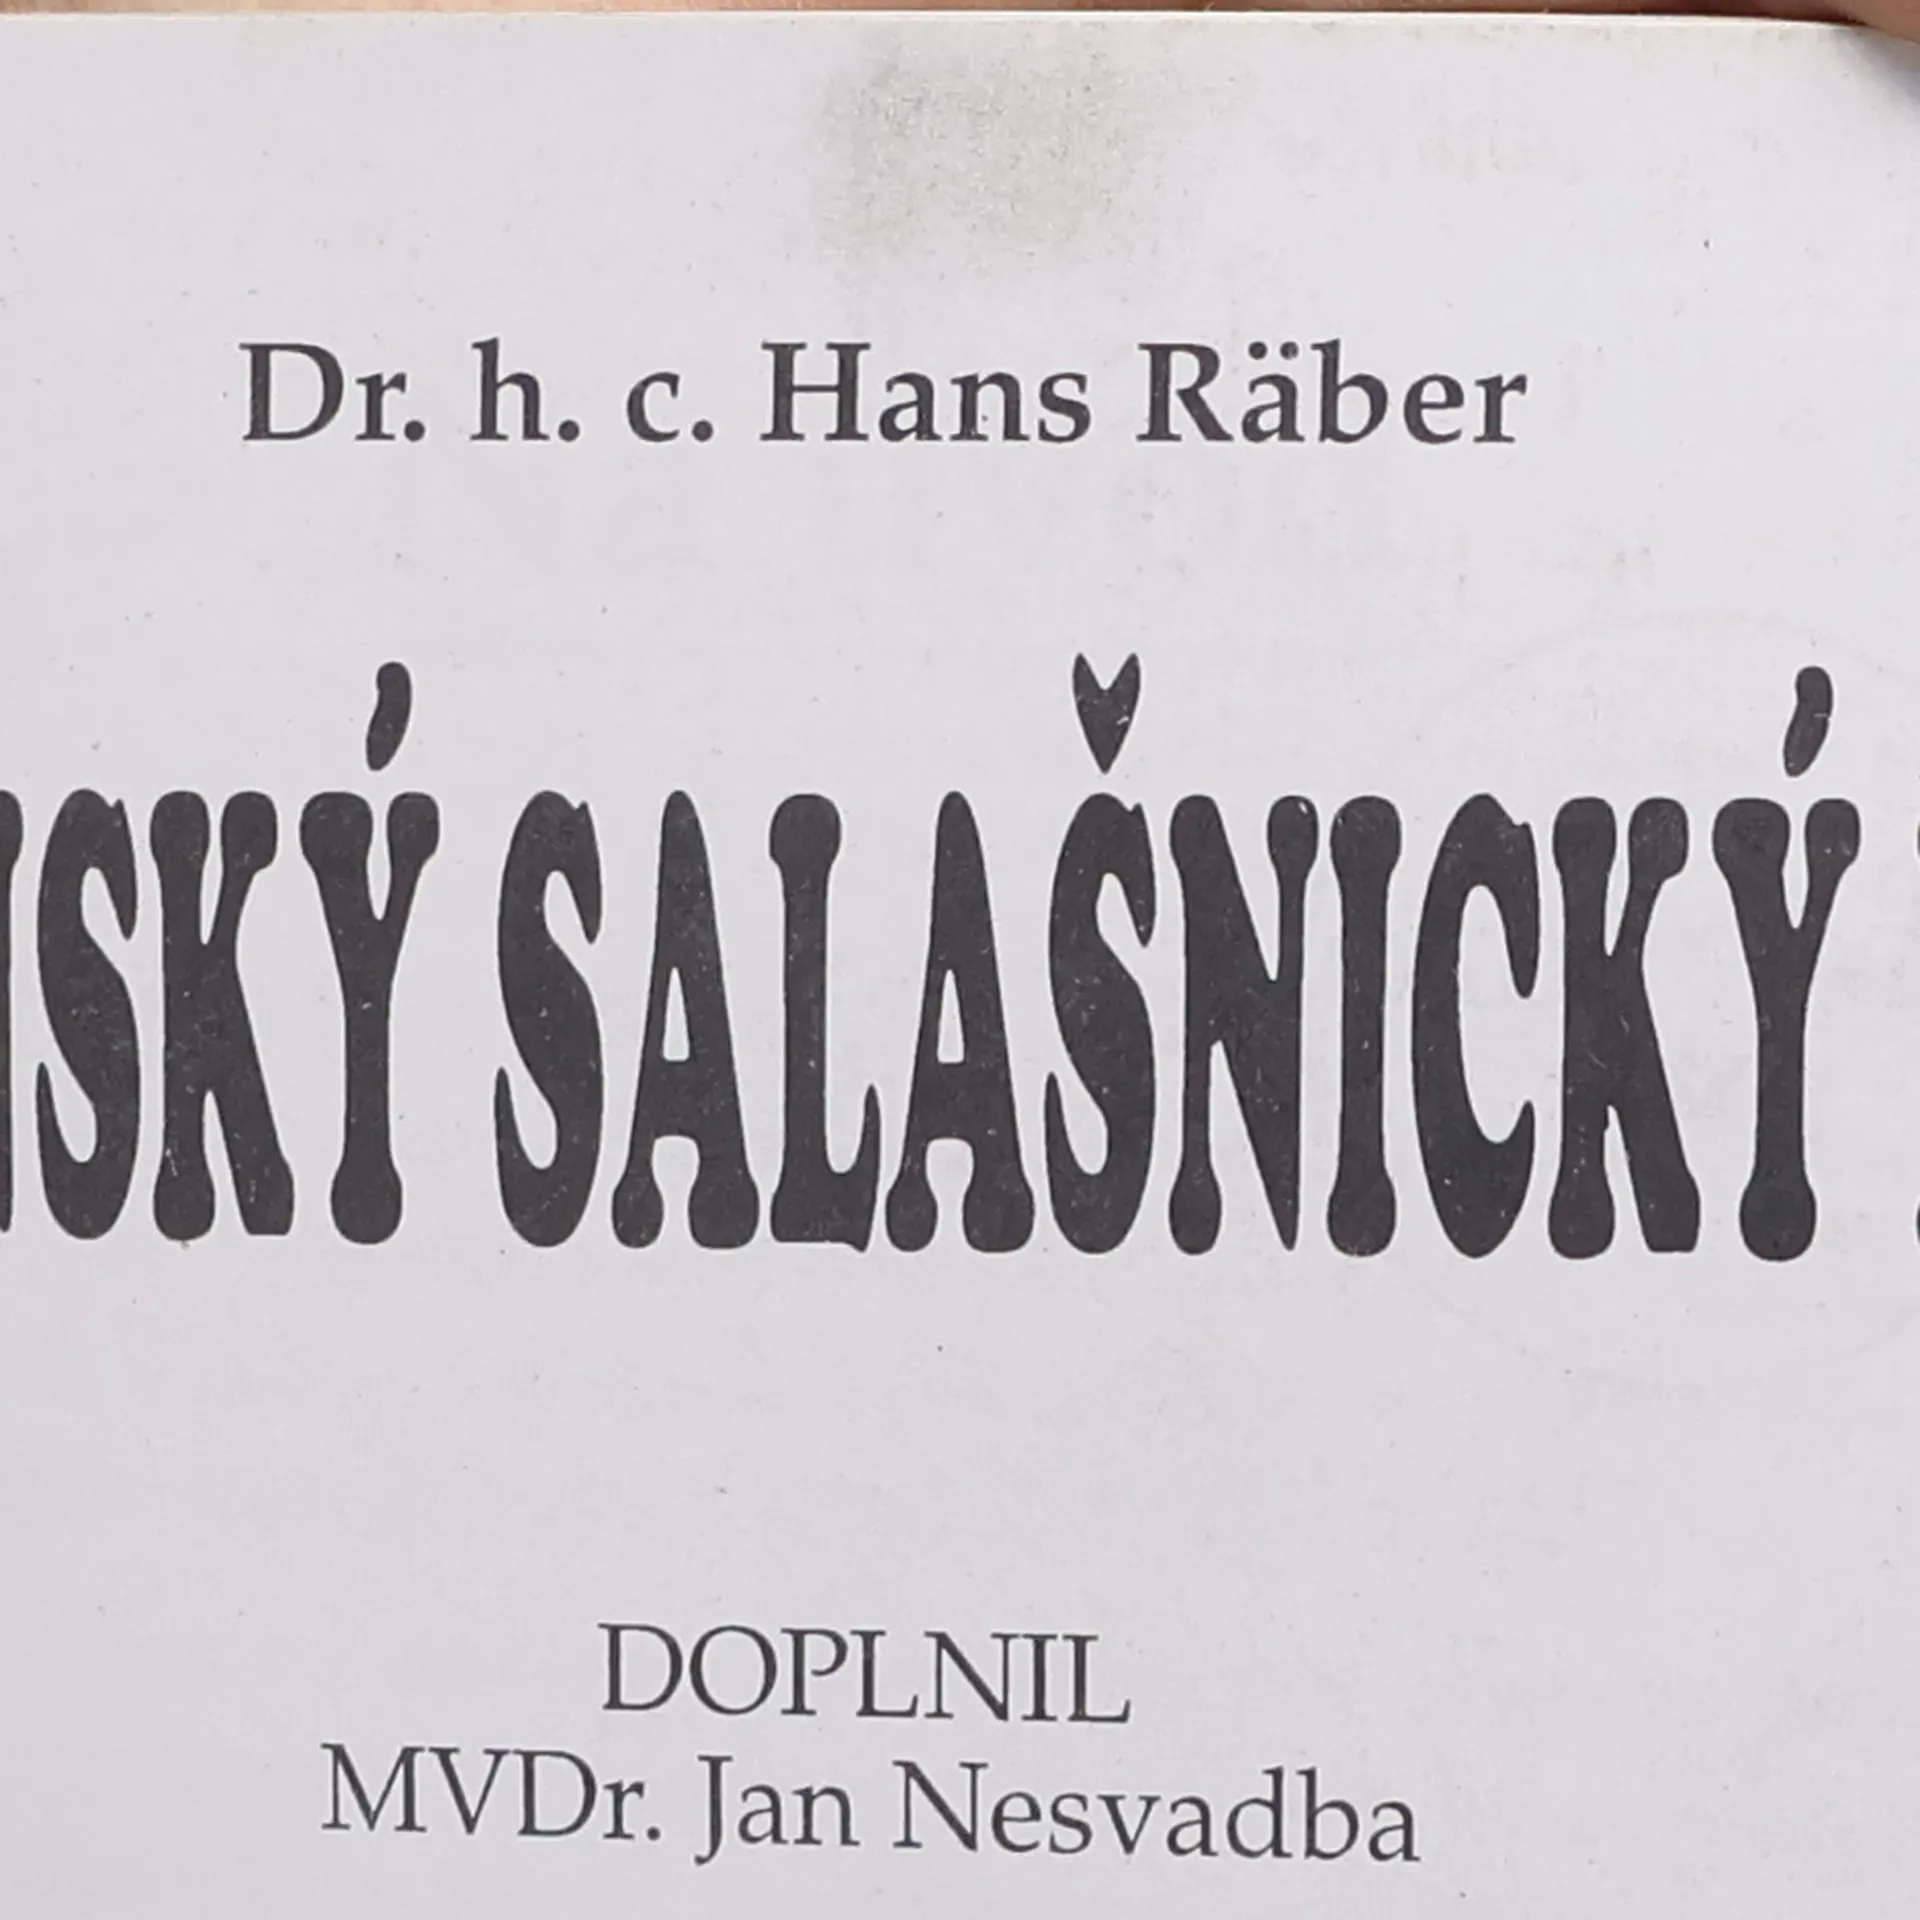 Dr. h. c. Hans Räber
SKÝ SALAŠNICKÝ
DOPLNIL
MVDr. Jan Nesvadba